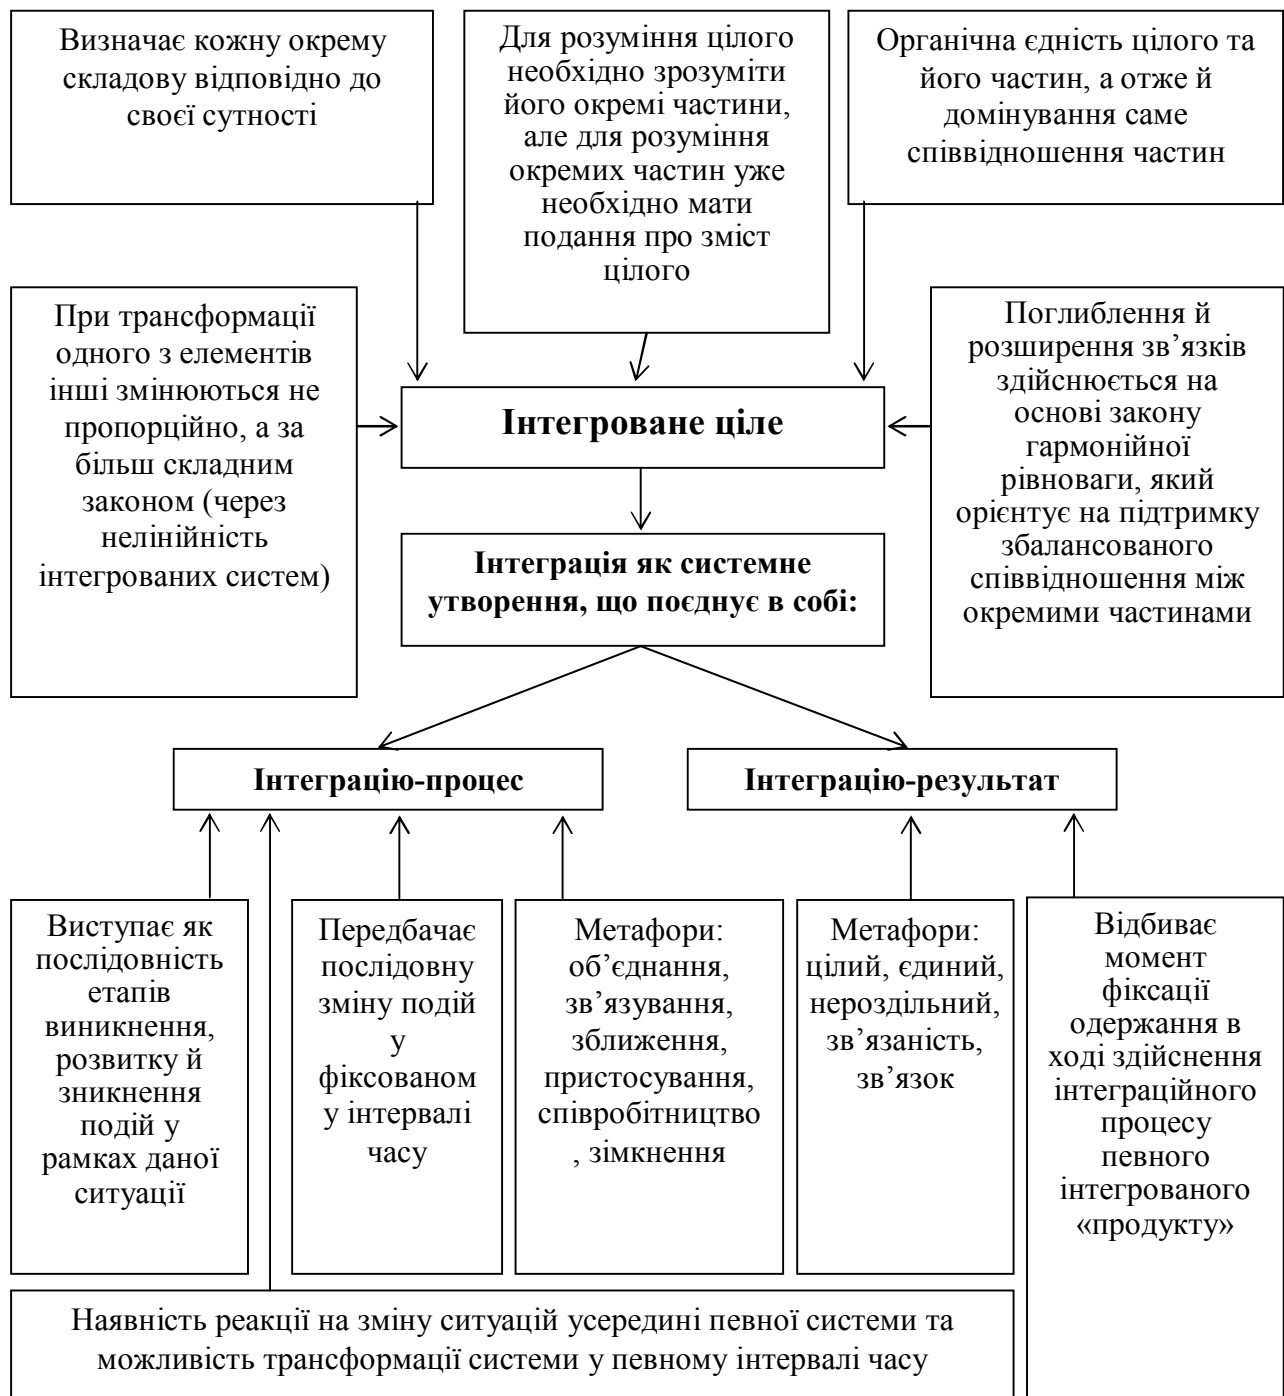 Визначає кожну окрему
складову відповідно до
своєї сутності
Для розуміння цілого
необхідно зрозуміти
його окремі частини,
але для розуміння
окремих частин уже
необхідно мати
подання про зміст
цілого
Органічна єдність цілого та
його частин, а отже й
домінування саме
співвідношення частин
При трансформації
одного з елементів
інші змінюються не
пропорційно, а за
більш складним
законом (через
нелінійність
інтегрованих систем)
Інтегроване ціле
Поглиблення й
розширення зв’язків
здійснюється на
основі закону
гармонійної
рівноваги, який
орієнтує на підтримку
збалансованого
співвідношення між
окремими частинами
Інтеграція як системне
утворення, що поєднує в собі:
Інтеграцію-процес
Інтеграцію-результат
Виступає як
послідовність
етапів
виникнення,
розвитку й
зникнення
подій у
рамках даної
ситуації
Передбачає
послідовну
зміну подій
у
фіксованом
у інтервалі
часу
Метафори:
об’єднання,
зв’язування,
зближення,
пристосування,
співробітництво
, зімкнення
Метафори:
цілий, єдиний,
нероздільний,
зв’язаність,
зв’язок
Відбиває
момент
фіксації
одержання в
ході здійснення
інтеграційного
процесу
певного
інтегрованого
«продукту»
Наявність реакції на зміну ситуацій усередині певної системи та
можливість трансформації системи у певному інтервалі часу